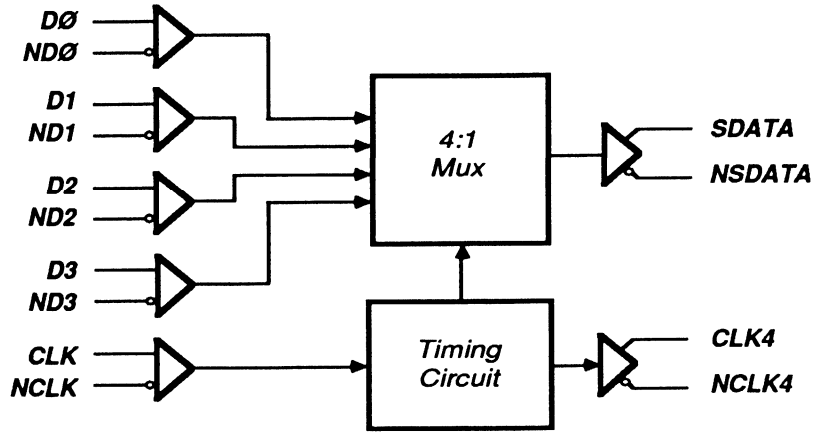 DØ
NDØ
D1
ND1
D2
ND2
D3
ND3
CLK
NCLK
4:1
Mux
Timing
Circuit
SDATA
NSDATA
CLK4
NCLK4